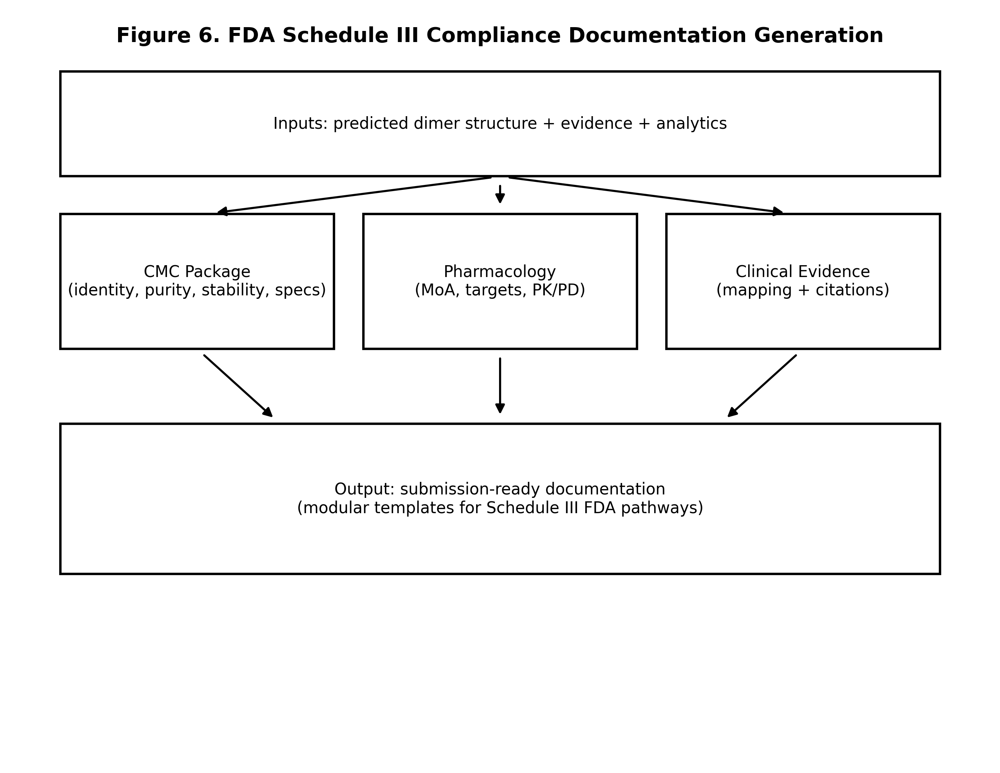 Figure 6. FDA Schedule III Compliance Documentation Generation
Inputs: predicted dimer structure + evidence + analytics
CMC Package
(identity, purity, stability, specs)
Pharmacology
(MoA, targets, PK/PD)
Clinical Evidence
(mapping + citations)
Output: submission-ready documentation
(modular templates for Schedule III FDA pathways)